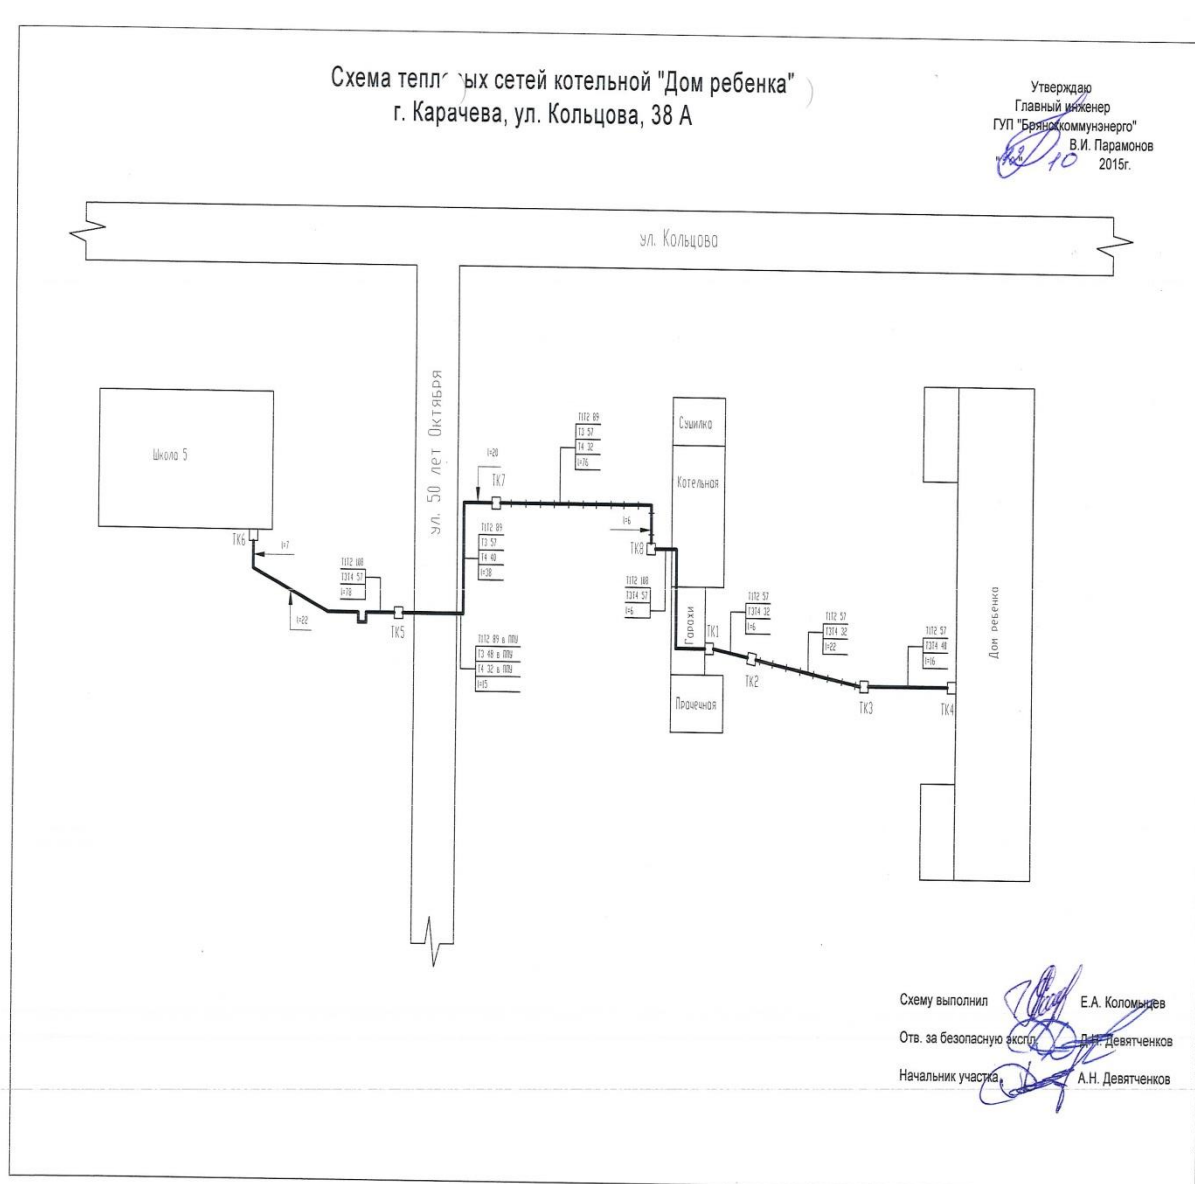 Схема тепловых сетей котельной "Дом ребенка"
г. Карачева, ул. Кольцова, 38 А
Утверждаю
Главный инженер
ГУП "Брянсккоммунэнерго"
В.И. Парамонов
10 2015г.
ул. Кольцова
ул. 50 лет Октября
Школа 5
ТК6
l=7
l=22
Т1Т2 108
Т3Т4 57
l=78
ТК5
l=20
ТК7
Т1Т2 89
Т3 57
Т4 32
l=76
Т1Т2 89
Т3 57
Т4 40
l=38
Т1Т2 89 в ППУ
Т3 40 в ППУ
Т4 32 в ППУ
l=15
l=6
ТК8
Т1Т2 108
Т3Т4 57
l=6
Сушилка
Котельная
Гаражи
Прачечная
ТК1
Т1Т2 57
Т3Т4 32
l=6
ТК2
Т1Т2 57
Т3Т4 32
l=22
ТК3
Т1Т2 57
Т3Т4 40
l=16
ТК4
Дом ребенка
Схему выполнил Е.А. Коломыцев
Отв. за безопасную экспл. Девятченков
Начальник участка А.Н. Девятченков